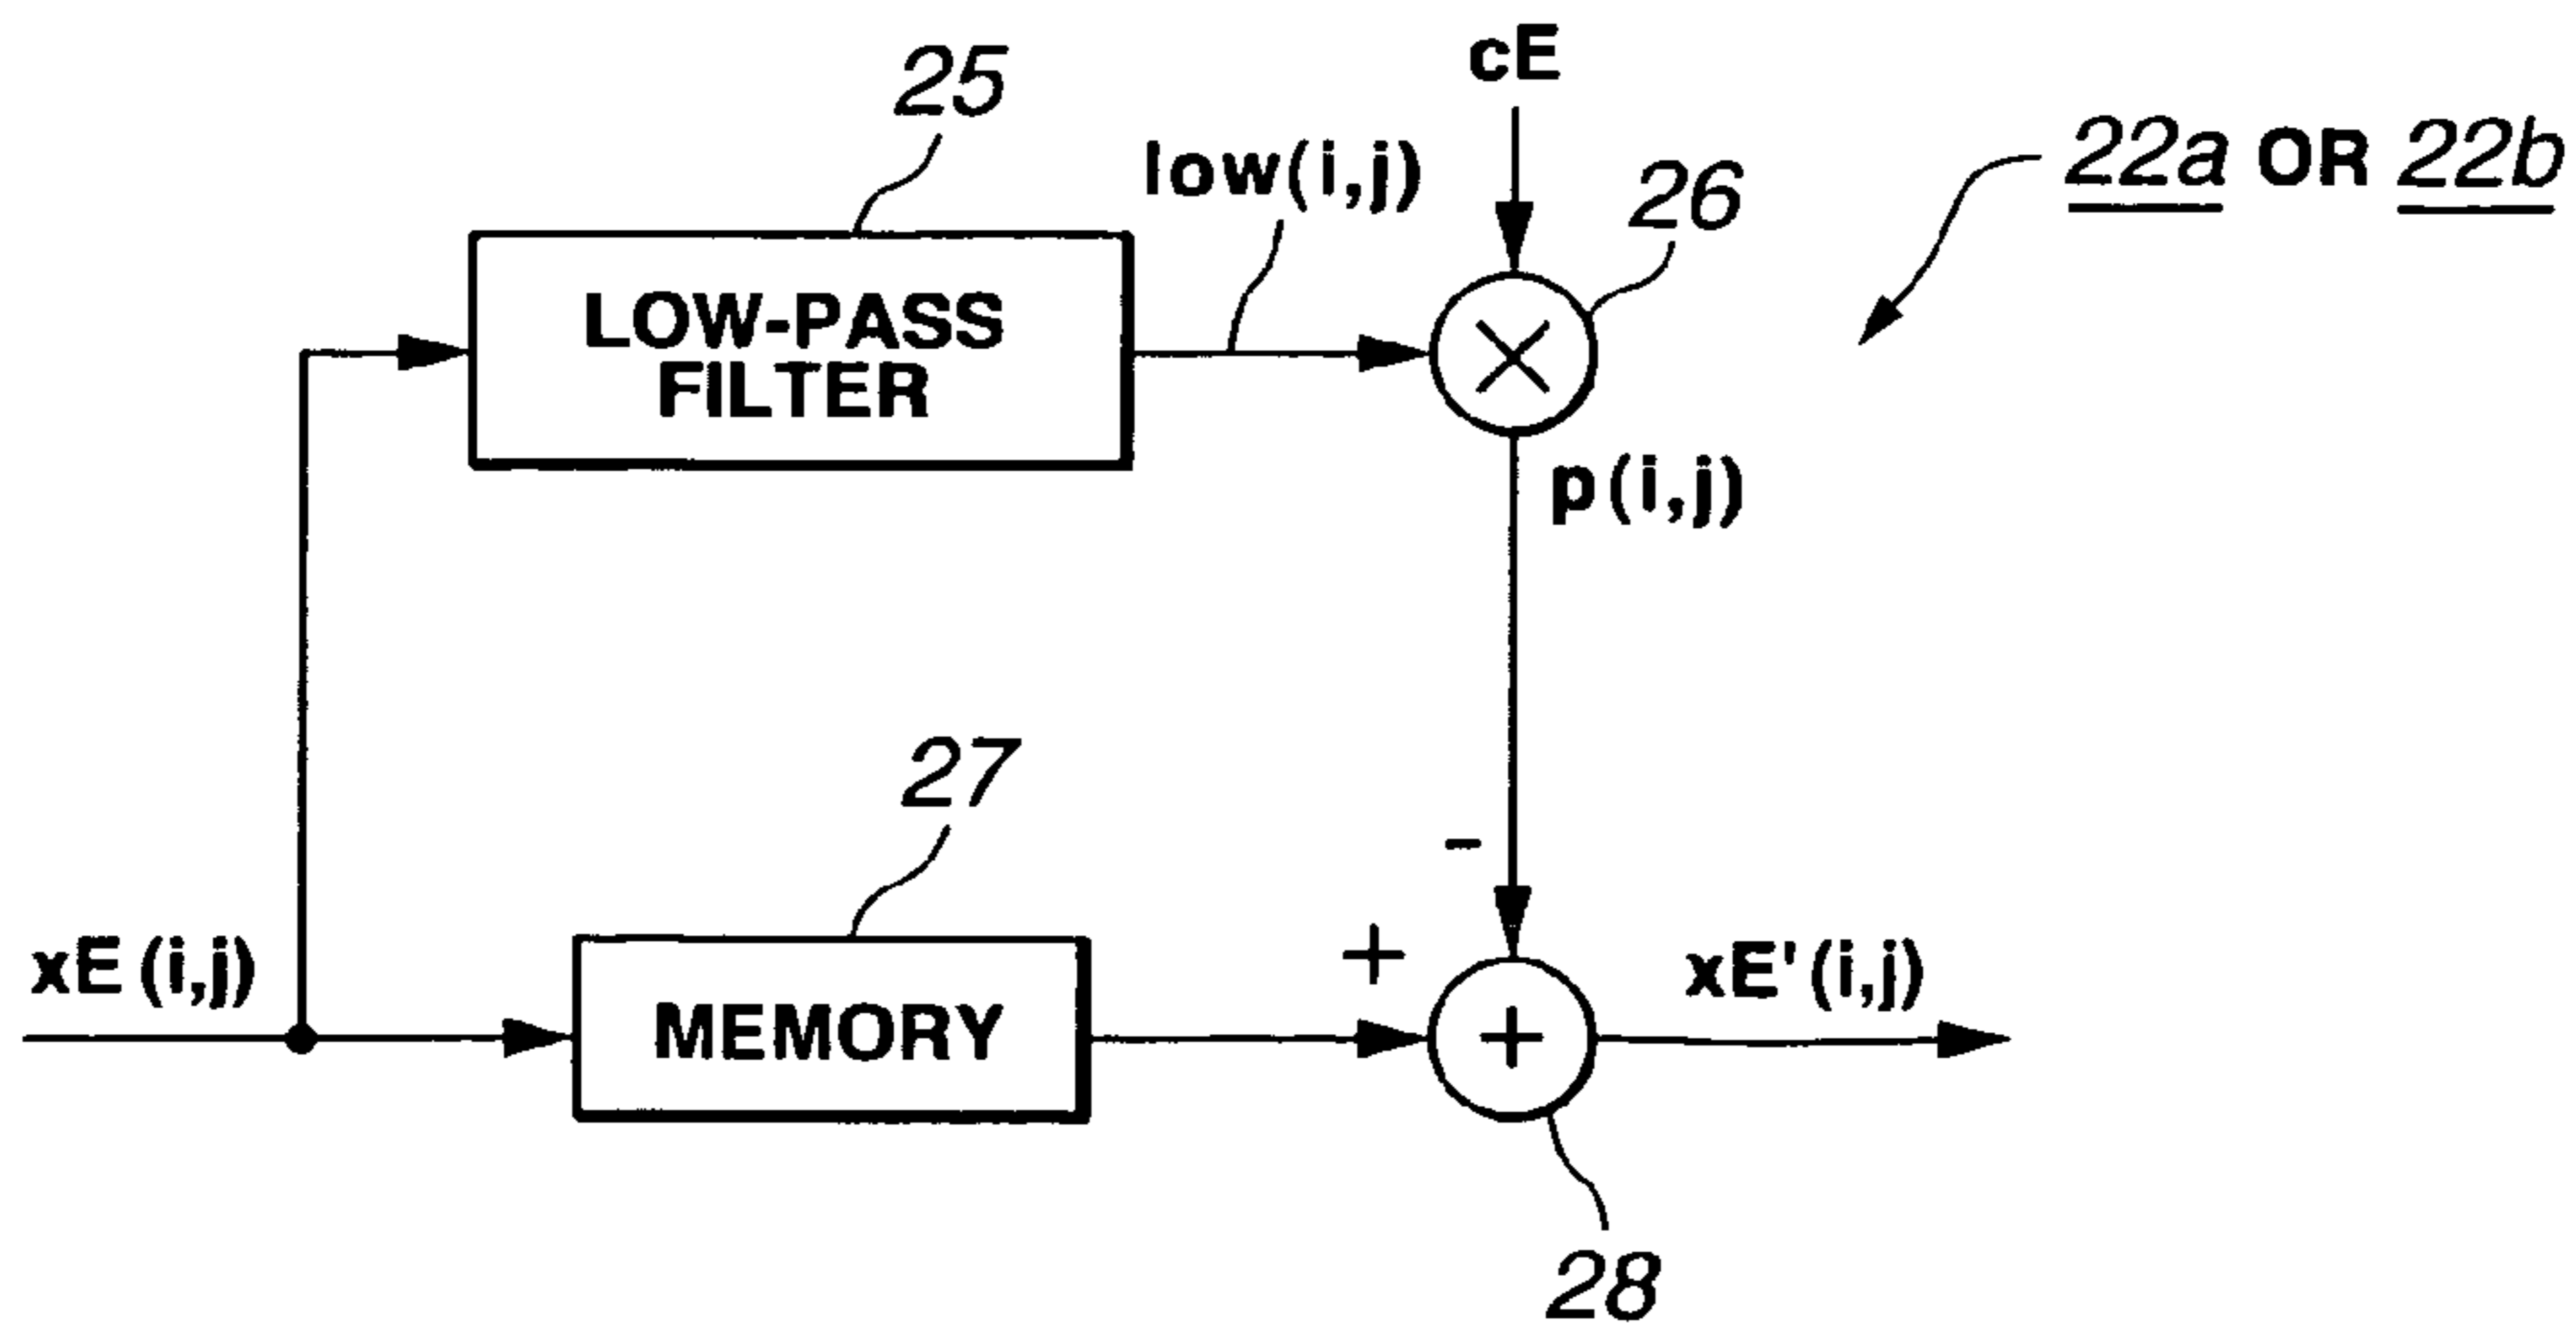 cE
25
low(i,j)
26
22a OR 22b
LOW-PASS
FILTER
×
p(i,j)
27
-
+
xE(i,j)
MEMORY
+
xE'(i,j)
28